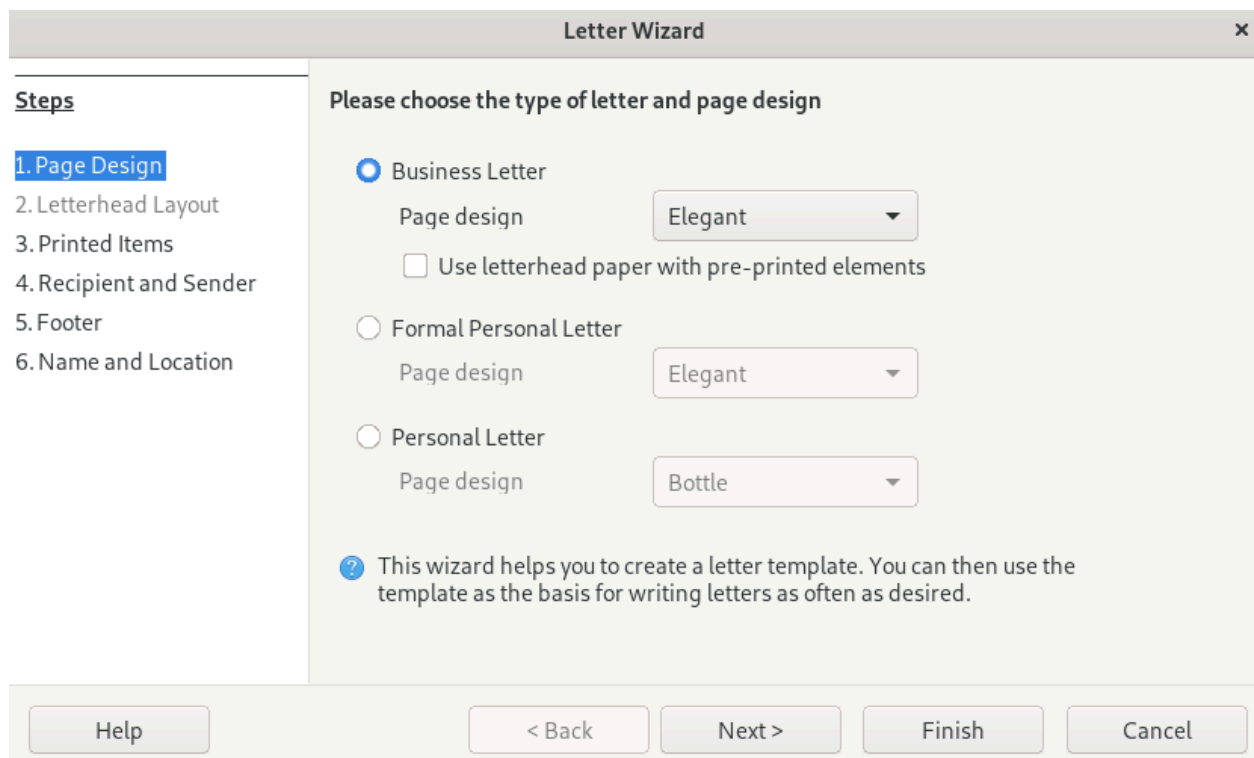 Letter Wizard
×
Steps
1. Page Design
2. Letterhead Layout
3. Printed Items
4. Recipient and Sender
5. Footer
6. Name and Location
Please choose the type of letter and page design
Business Letter
Page design Elegant
Use letterhead paper with pre-printed elements
Formal Personal Letter
Page design Elegant
Personal Letter
Page design Bottle
? This wizard helps you to create a letter template. You can then use the
template as the basis for writing letters as often as desired.
Help < Back Next > Finish Cancel